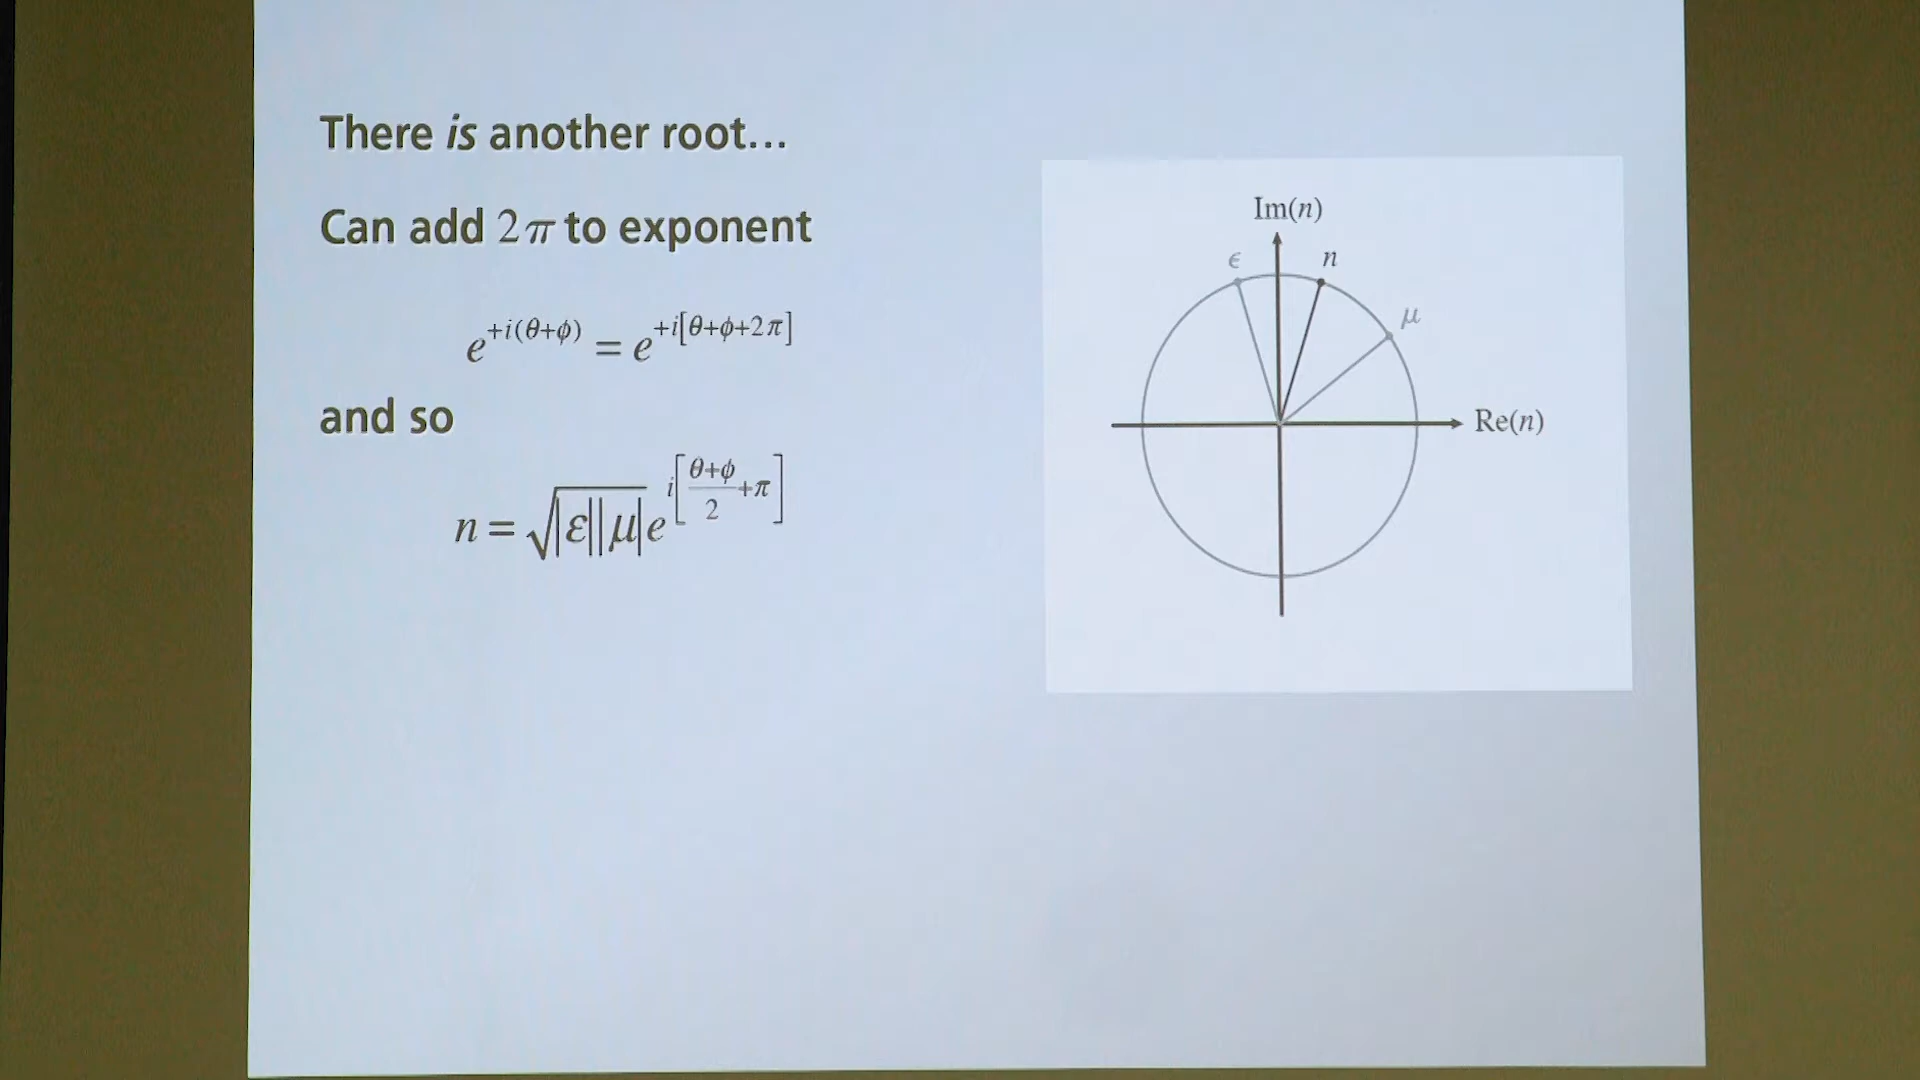 There is another root...
Can add 2π to exponent
e^{+i(θ+ϕ)} = e^{+i[θ+ϕ+2π]}
and so
n = √|ε||μ| e^{i[(θ+ϕ)/2+π]}
Im(n)
ϵ n
μ
Re(n)